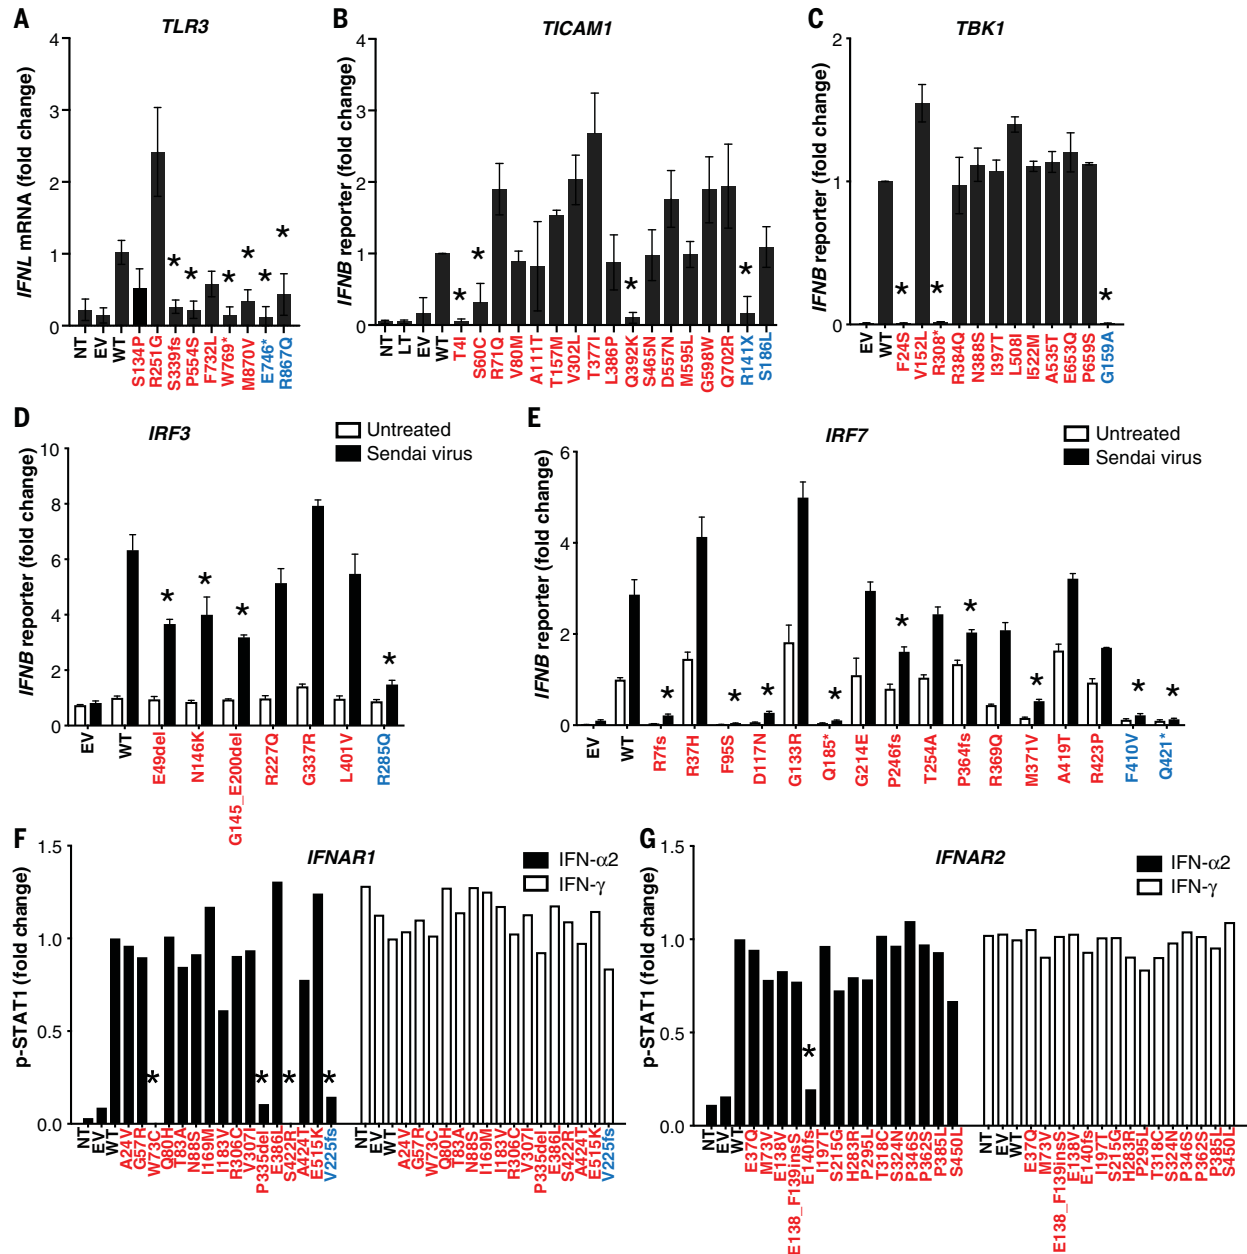 A
TLR3
IFNL mRNA (fold change)
4
3
2
1
0
NT
EV
WT
S134P
R251G
S339fs
P554S
F732L
W769*
M870V
E746*
R867Q
* * * * * *
B
TICAM1
IFNB reporter (fold change)
4
3
2
1
0
NT
LT
EV
WT
T4I
S60C
R71Q
V80M
A111T
T157M
V302L
T377I
L386P
Q392K
S465N
D557N
M595L
G598W
Q702R
R141X
S186L
* * * *
C
TBK1
IFNB reporter (fold change)
2
1
0
EV
WT
F24S
V152L
R308*
R384Q
N388S
I397T
L508I
I522M
A535T
E653Q
P659S
G159A
* * *
D
IRF3
Untreated
Sendai virus
IFNB reporter (fold change)
10
8
6
4
2
0
EV
WT
E49del
N146K
G145_E200del
R227Q
G337R
L401V
R285Q
* * * *
E
IRF7
Untreated
Sendai virus
IFNB reporter (fold change)
6
4
2
0
EV
WT
R7fs
R37H
F95S
D117N
G133R
Q185*
G214E
P246fs
T254A
P364fs
R369Q
M371V
A419T
R423P
F410V
Q421*
* * * * * * * * *
F
IFNAR1
IFN-α2
IFN-γ
p-STAT1 (fold change)
1.5
1.0
0.5
0.0
NT
EV
WT
A24V
G57R
W73C
Q80H
T83A
N88S
I169M
I183V
R306C
V307I
P335del
E386L
S422R
A424T
E515K
V225fs
* * * *
NT
EV
WT
A24V
G57R
W73C
Q80H
T83A
N88S
I169M
I183V
R306C
V307I
P335del
E386L
S422R
A424T
E515K
V225fs
G
IFNAR2
IFN-α2
IFN-γ
p-STAT1 (fold change)
1.5
1.0
0.5
0.0
NT
EV
WT
E37Q
M73V
E138V
E138_F139insS
E140fs
I197T
S215G
H283R
P295L
T318C
S324N
P346S
P362S
P385L
S450L
*
NT
EV
WT
E37Q
M73V
E138_F139insS
E138V
E140fs
I197T
S215G
H283R
P295L
T318C
S324N
P346S
P362S
P385L
S450L